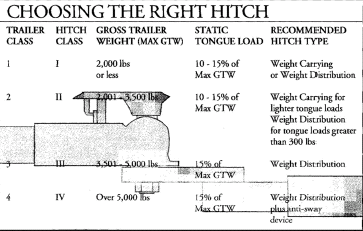 CHOOSING THE RIGHT HITCH
TRAILER HITCH GROSS TRAILER STATIC RECOMMENDED
CLASS CLASS WEIGHT (MAX GTW) TONGUE LOAD HITCH TYPE
1 I 2,000 lbs 10 - 15% of Weight Carrying
or less Max GTW or Weight Distribution
2 II 2,001 - 3,500 lbs 10 - 15% of Weight Carrying for
Max GTW lighter tongue loads
Weight Distribution
for tongue loads greater
than 300 lbs
3 III 3,501 - 5,000 lbs 15% of Weight Distribution
Max GTW
4 IV Over 5,000 lbs 15% of Weight Distribution
Max GTW plus anti-sway
device